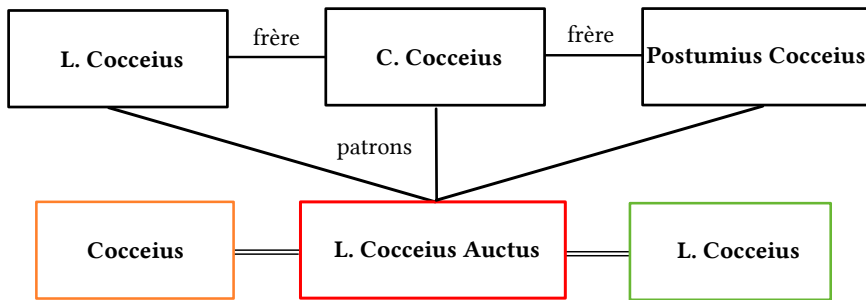 L. Cocceius
frère
C. Cocceius
frère
Postumius Cocceius
patrons
Cocceius
L. Cocceius Auctus
L. Cocceius